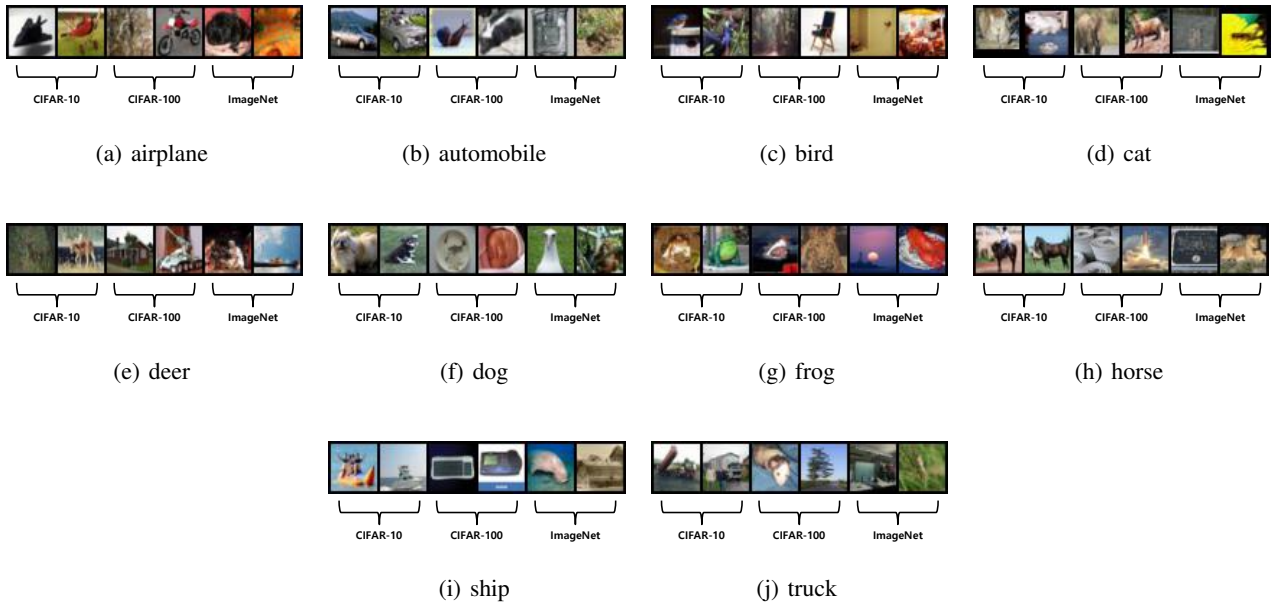 CIFAR-10 CIFAR-100 ImageNet CIFAR-10 CIFAR-100 ImageNet CIFAR-10 CIFAR-100 ImageNet CIFAR-10 CIFAR-100 ImageNet
(a) airplane (b) automobile (c) bird (d) cat
CIFAR-10 CIFAR-100 ImageNet CIFAR-10 CIFAR-100 ImageNet CIFAR-10 CIFAR-100 ImageNet CIFAR-10 CIFAR-100 ImageNet
(e) deer (f) dog (g) frog (h) horse
CIFAR-10 CIFAR-100 ImageNet CIFAR-10 CIFAR-100 ImageNet
(i) ship (j) truck